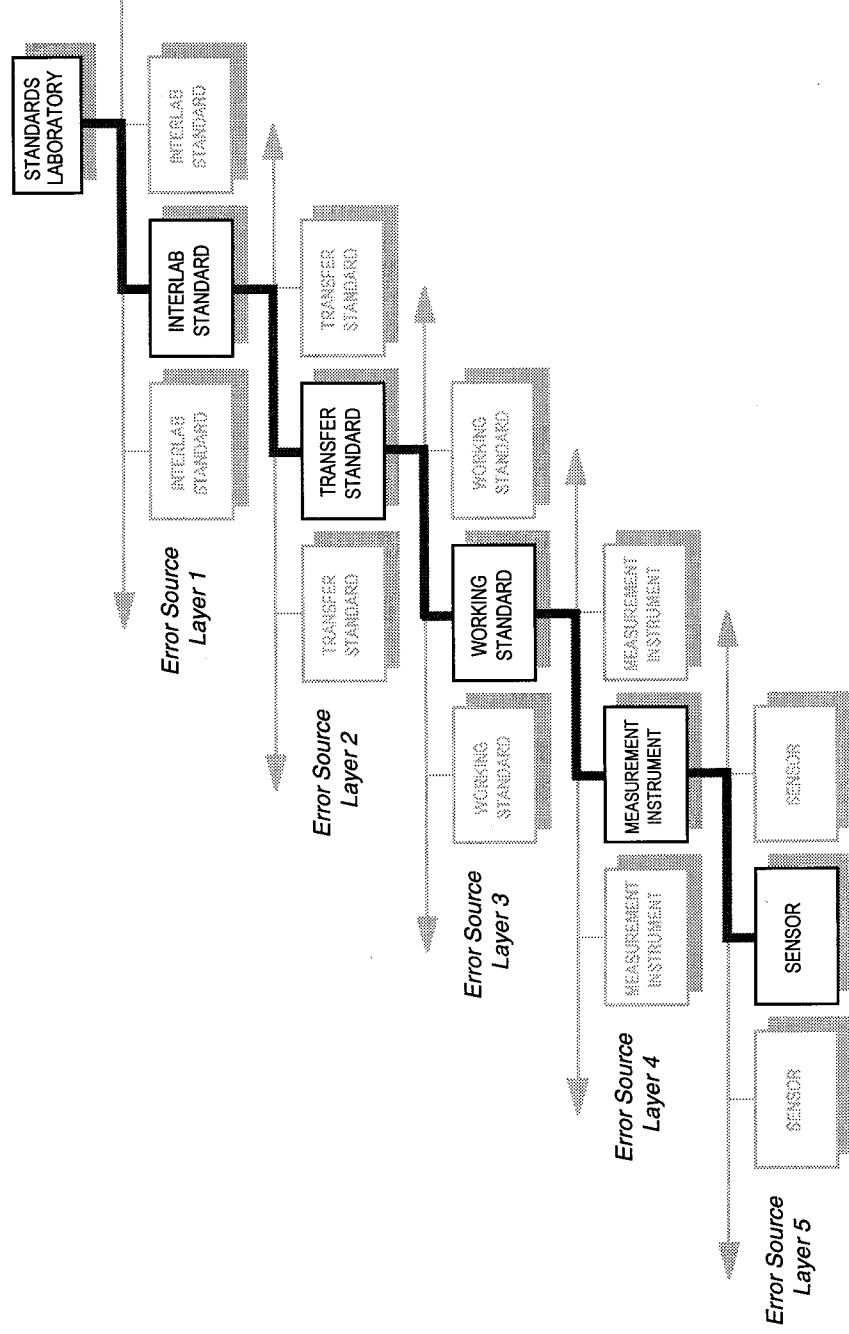 STANDARDS
LABORATORY
INTERLAB
STANDARD
INTERLAB
STANDARD
INTERLAB
STANDARD
Error Source
Layer 1
TRANSFER
STANDARD
TRANSFER
STANDARD
TRANSFER
STANDARD
Error Source
Layer 2
WORKING
STANDARD
WORKING
STANDARD
WORKING
STANDARD
Error Source
Layer 3
MEASUREMENT
INSTRUMENT
MEASUREMENT
INSTRUMENT
MEASUREMENT
INSTRUMENT
Error Source
Layer 4
SENSOR
SENSOR
SENSOR
Error Source
Layer 5